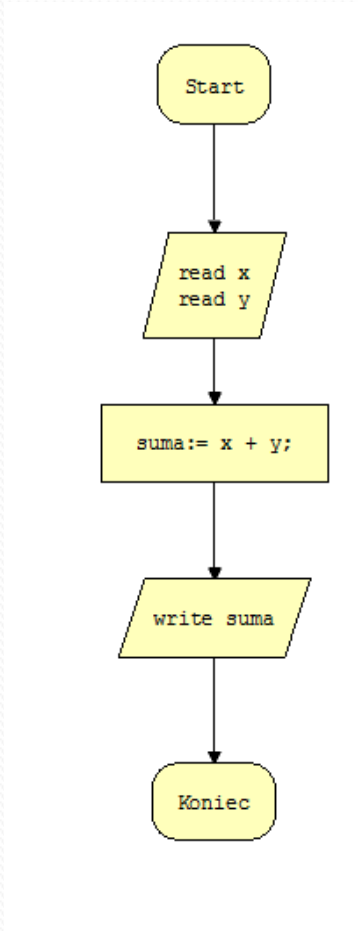 Start
read x
read y
suma:= x + y;
write suma
Koniec